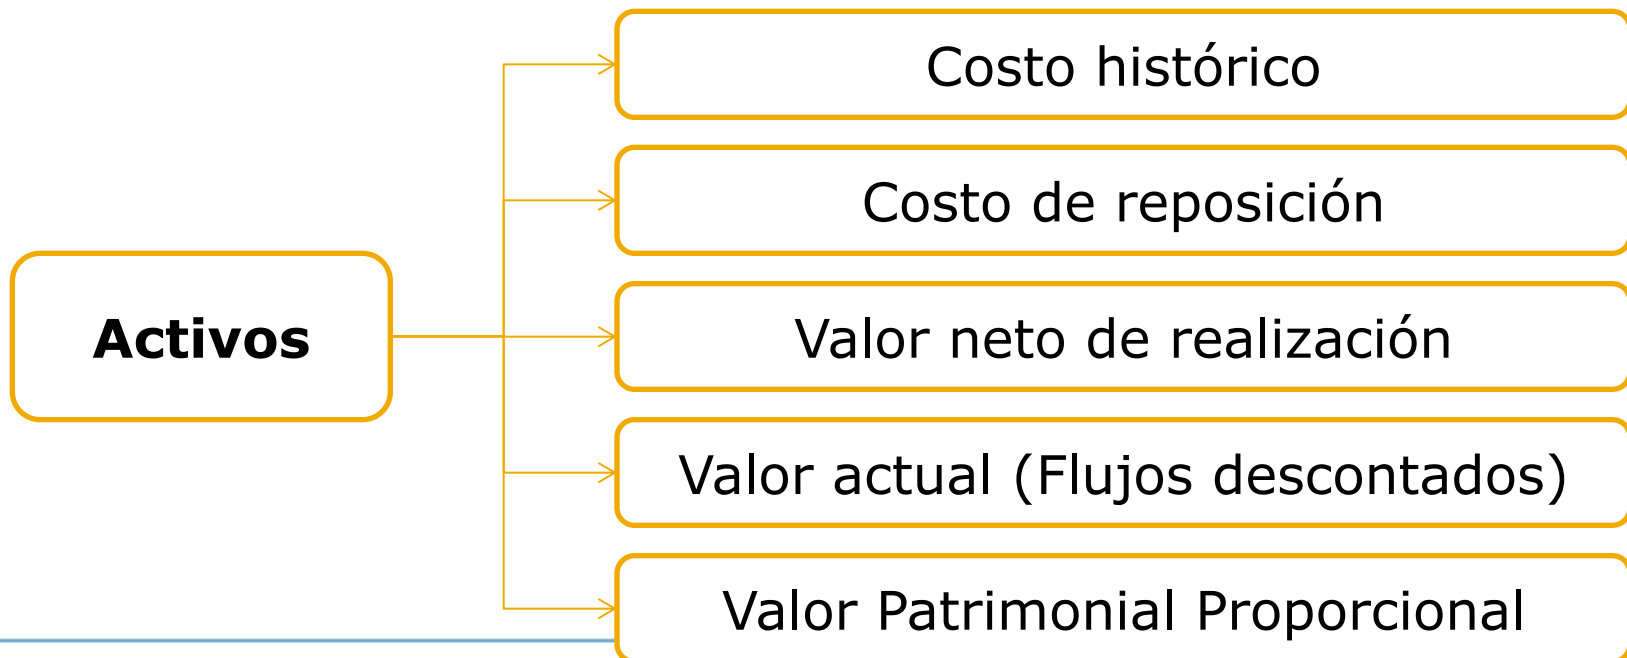 Costo histórico
Costo de reposición
Activos
Valor neto de realización
Valor actual (Flujos descontados)
Valor Patrimonial Proporcional